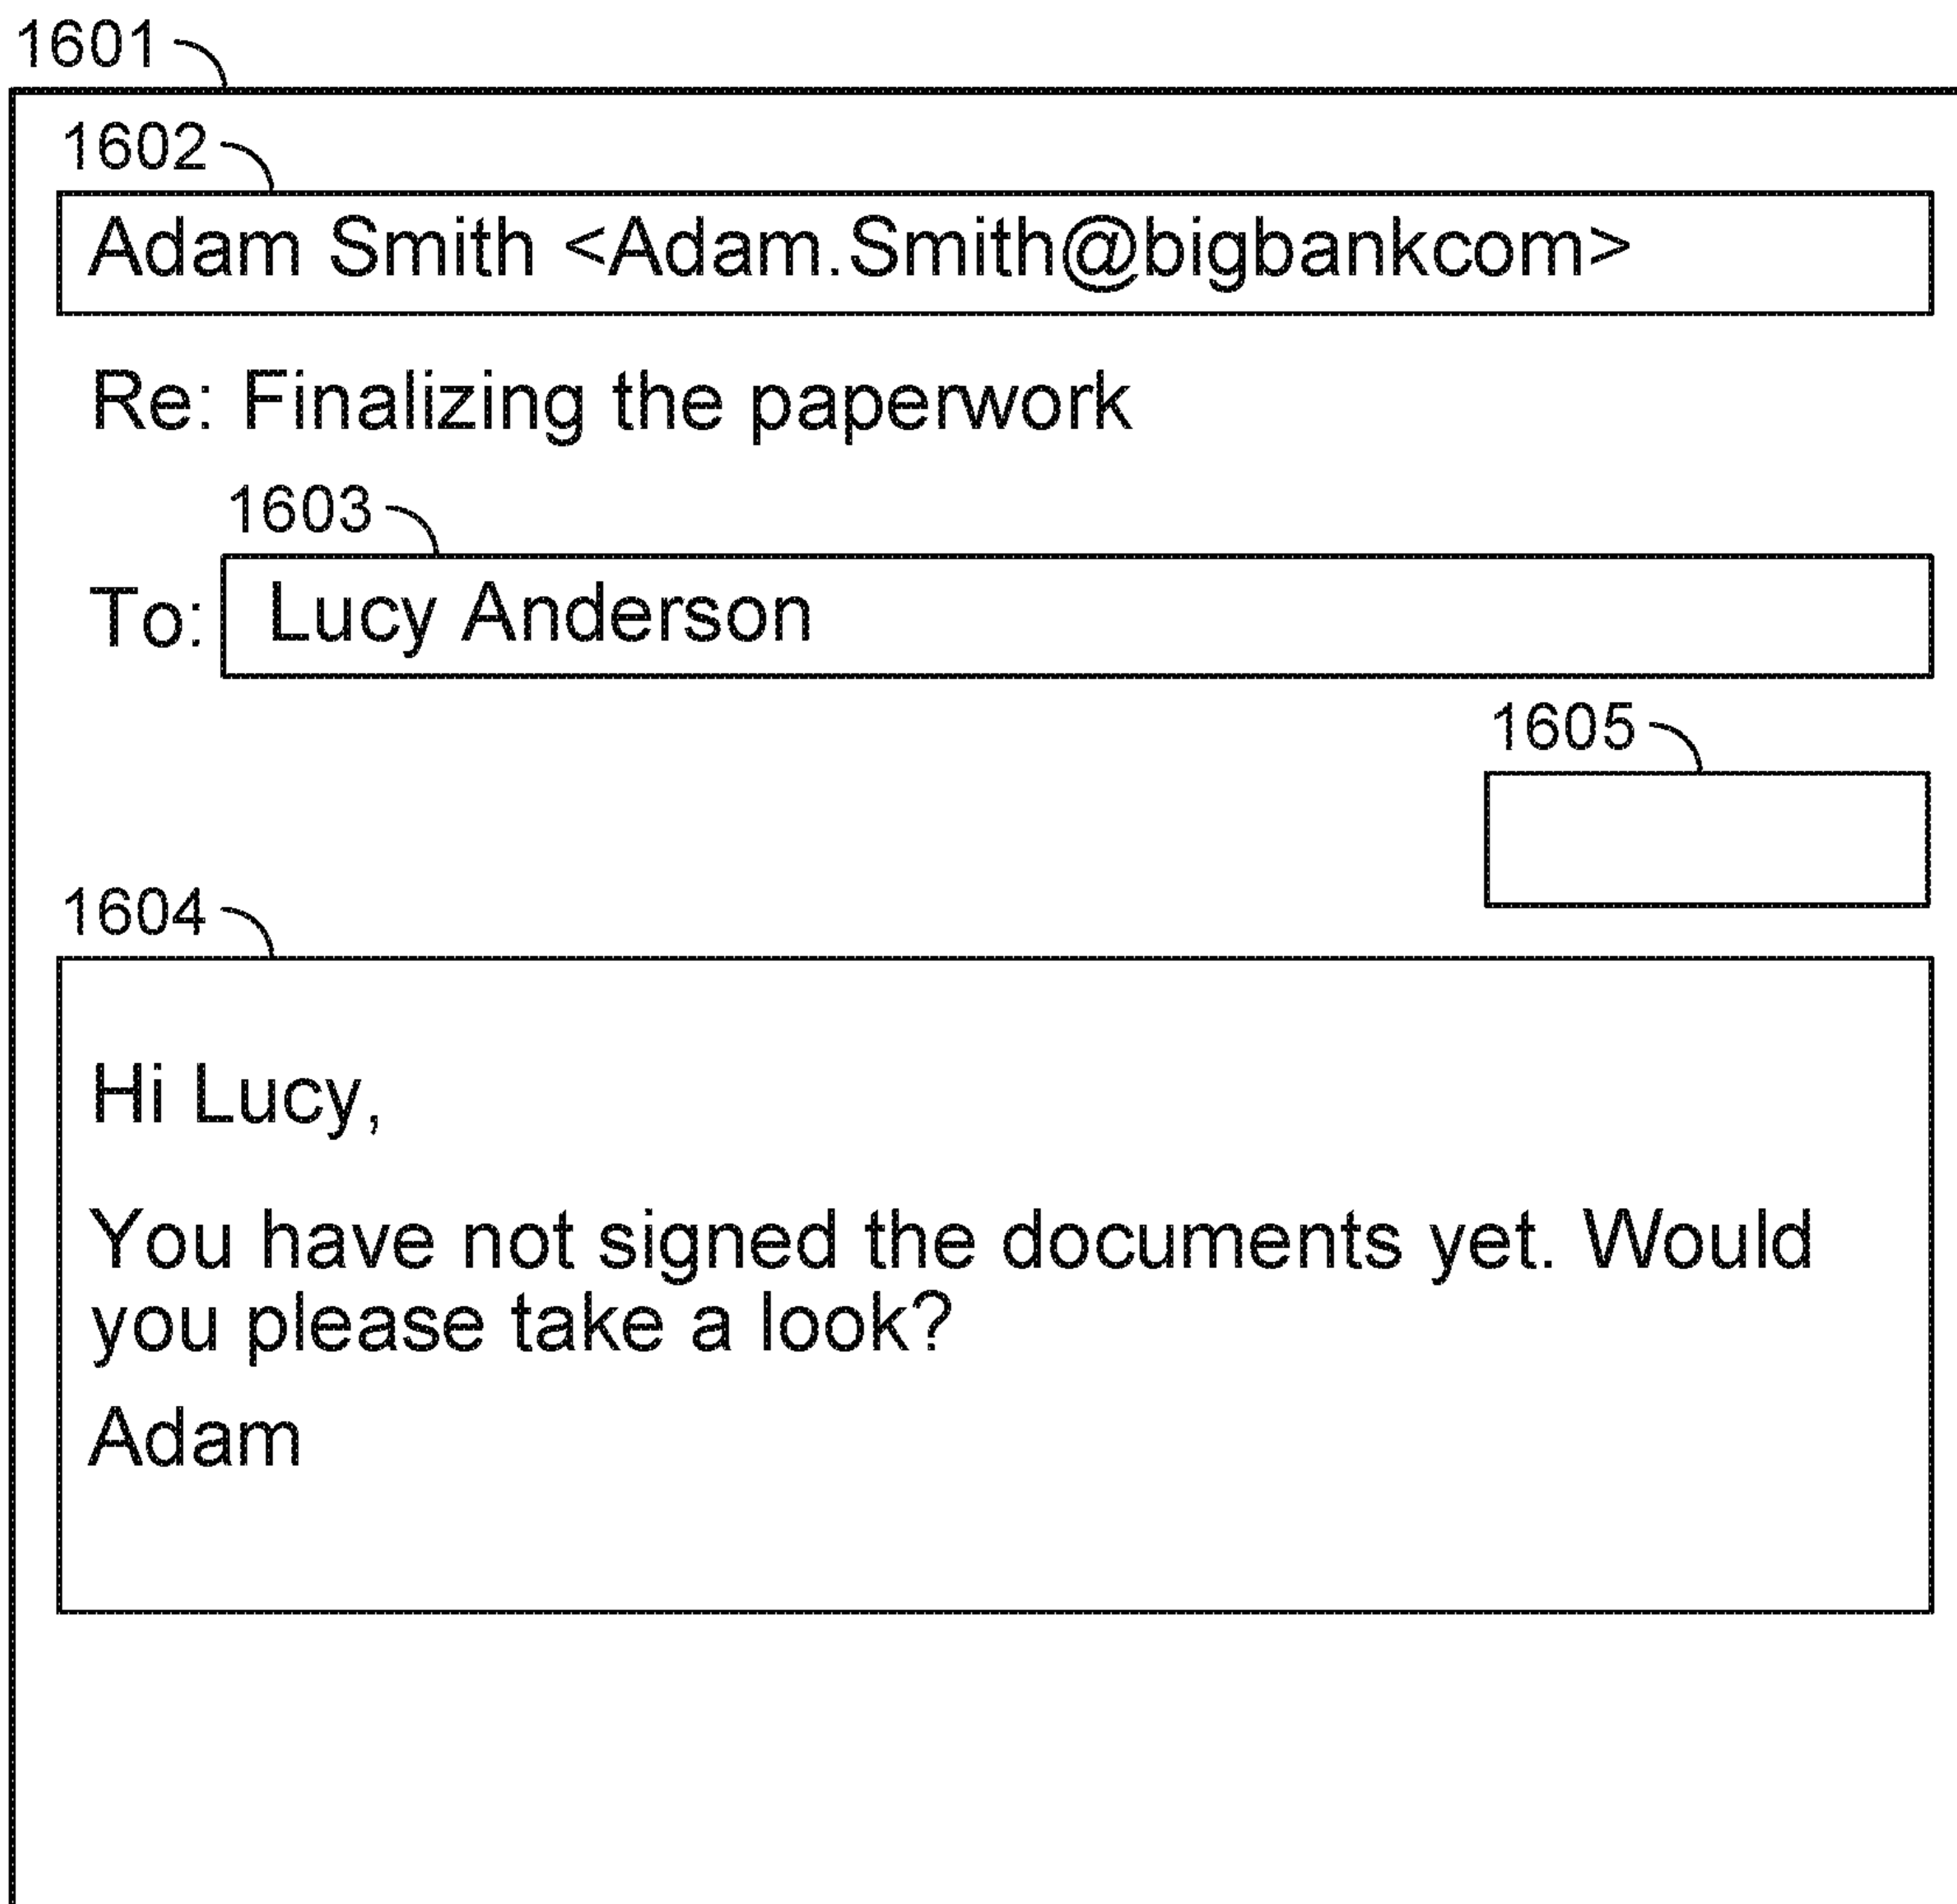 1601
1602
Adam Smith <Adam.Smith@bigbankcom>
Re: Finalizing the paperwork
1603
To: Lucy Anderson
1605
1604
Hi Lucy,
You have not signed the documents yet. Would
you please take a look?
Adam